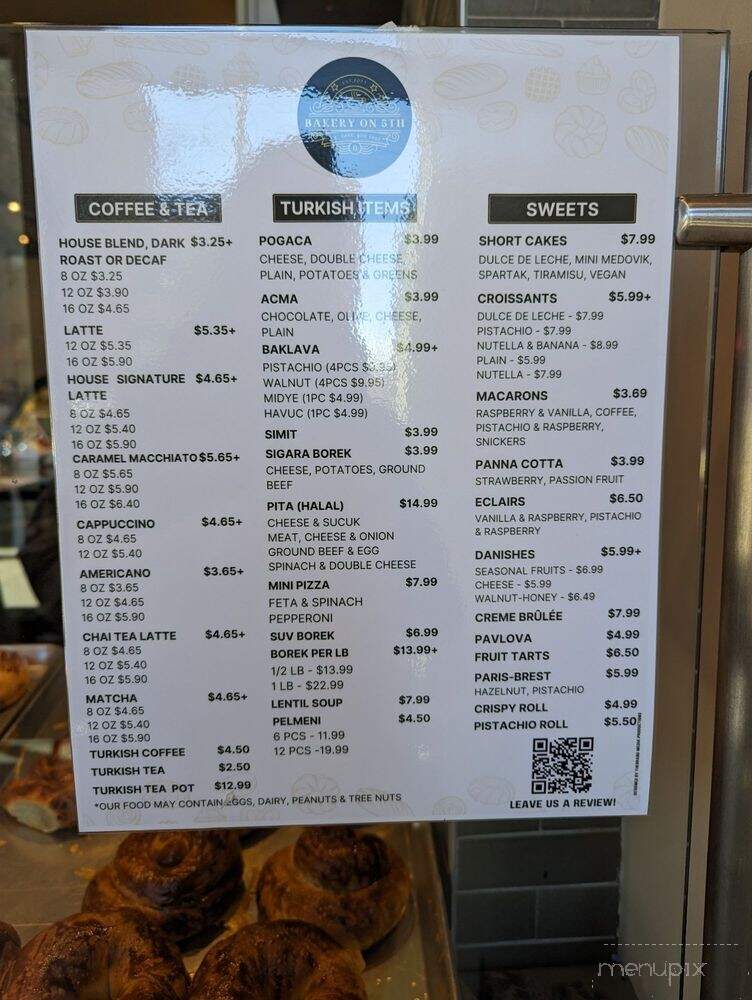 BAKERY ON 5TH
COFFEE & TEA
HOUSE BLEND, DARK $3.25+
ROAST OR DECAF
8 OZ $3.25
12 OZ $3.90
16 OZ $4.65
LATTE $5.35+
12 OZ $5.35
16 OZ $5.90
HOUSE SIGNATURE $4.65+
LATTE
8 OZ $4.65
12 OZ $5.40
16 OZ $5.90
CARAMEL MACCHIATO $5.65+
8 OZ $5.65
12 OZ $5.90
16 OZ $6.40
CAPPUCCINO $4.65+
8 OZ $4.65
12 OZ $5.40
AMERICANO $3.65+
8 OZ $3.65
12 OZ $4.65
16 OZ $5.90
CHAI TEA LATTE $4.65+
8 OZ $4.65
12 OZ $5.40
16 OZ $5.90
MATCHA $4.65+
8 OZ $4.65
12 OZ $5.40
16 OZ $5.90
TURKISH COFFEE $4.50
TURKISH TEA $2.50
TURKISH TEA POT $12.99
*OUR FOOD MAY CONTAIN EGGS, DAIRY, PEANUTS & TREE NUTS
TURKISH ITEMS
POGACA $3.99
CHEESE, DOUBLE CHEESE,
PLAIN, POTATOES & GREENS
ACMA $3.99
CHOCOLATE, OLIVE, CHEESE,
PLAIN
BAKLAVA $4.99+
PISTACHIO (4PCS
WALNUT (4PCS $9.95)
MIDYE (1PC $4.99)
HAVUC (1PC $4.99)
SIMIT $3.99
SIGARA BOREK $3.99
CHEESE, POTATOES, GROUND
BEEF
PITA (HALAL) $14.99
CHEESE & SUCUK
MEAT, CHEESE & ONION
GROUND BEEF & EGG
SPINACH & DOUBLE CHEESE
MINI PIZZA $7.99
FETA & SPINACH
PEPPERONI
SUV BOREK $6.99
BOREK PER LB $13.99+
1/2 LB - $13.99
1 LB - $22.99
LENTIL SOUP $7.99
PELMENI $4.50
6 PCS - 11.99
12 PCS -19.99
SWEETS
SHORT CAKES $7.99
DULCE DE LECHE, MINI MEDOVIK,
SPARTAK, TIRAMISU, VEGAN
CROISSANTS $5.99+
DULCE DE LECHE - $7.99
PISTACHIO - $7.99
NUTELLA & BANANA - $8.99
PLAIN - $5.99
NUTELLA - $7.99
MACARONS $3.69
RASPBERRY & VANILLA, COFFEE,
PISTACHIO & RASPBERRY,
SNICKERS
PANNA COTTA $3.99
STRAWBERRY, PASSION FRUIT
ECLAIRS $6.50
VANILLA & RASPBERRY, PISTACHIO
& RASPBERRY
DANISHES $5.99+
SEASONAL FRUITS - $6.99
CHEESE - $5.99
WALNUT-HONEY - $6.49
CREME BRÛLÉE $7.99
PAVLOVA $4.99
FRUIT TARTS $6.50
PARIS-BREST $5.99
HAZELNUT, PISTACHIO
CRISPY ROLL $4.99
PISTACHIO ROLL $5.50
LEAVE US A REVIEW!
menupix